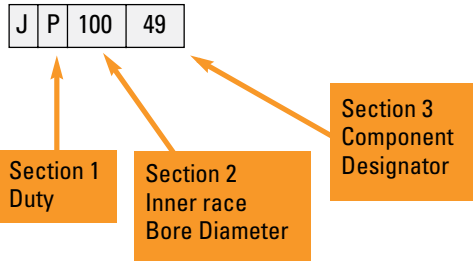 J P 100 49
Section 1
Duty
Section 2
Inner race
Bore Diameter
Section 3
Component
Designator